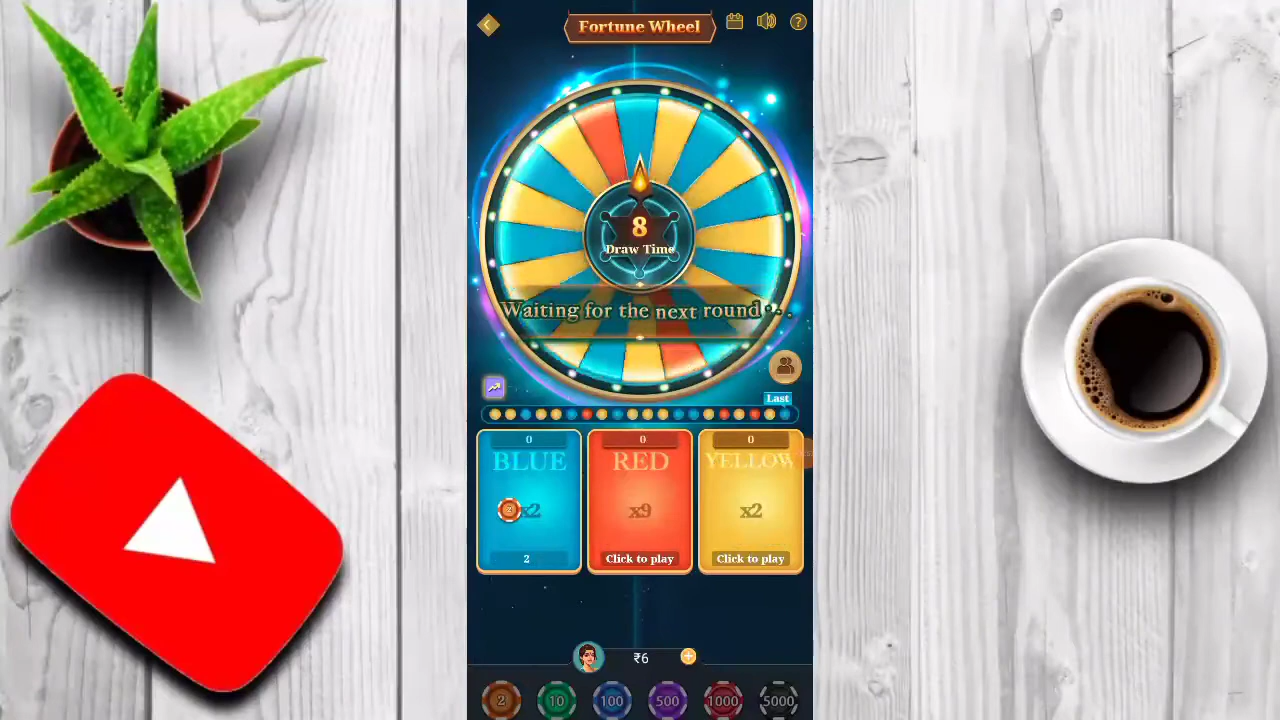 Fortune Wheel
?
8
Draw Time
Waiting for the next round · · ·
Last
0
0
0
BLUE
RED
YELLOW
2
x2
x9
x2
2
Click to play
Click to play
₹6
2
10
100
500
1000
5000